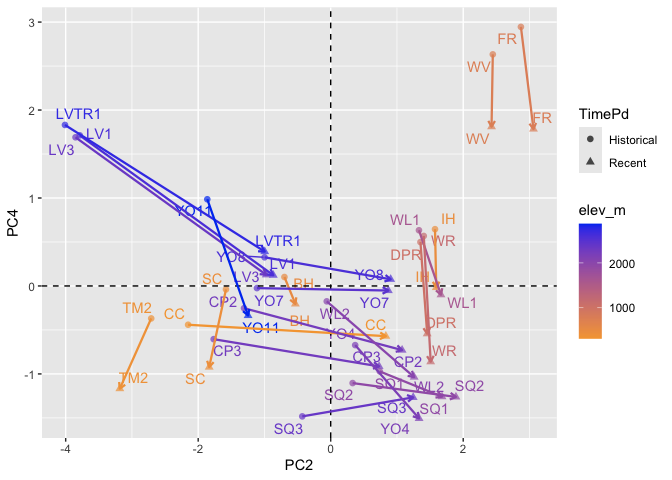 3
2
1
0
-1
-4
-2
0
2
PC4
PC2
FR
WV
FR
WV
LVTR1
LV1
LV3
YO11
WL1
IH
WR
DPR
LVTR1
YO8
LV1
LV3
YO8
SC
BH
IH
YO7
YO7
WL1
CP2
TM2
CC
WL2
BH
YO11
CC
DPR
YO4
CP3
CP3
CP2
WR
TM2
SC
SQ1
WL2
SQ2
SQ2
SQ3
SQ1
SQ3
YO4
TimePd
Historical
Recent
elev_m
2000
1000